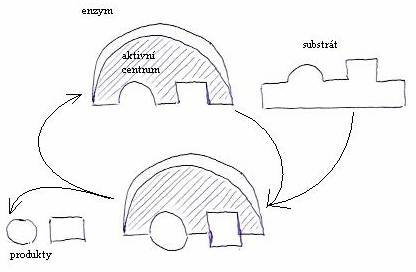 enzym
substrát
aktivní
centrum
produkty